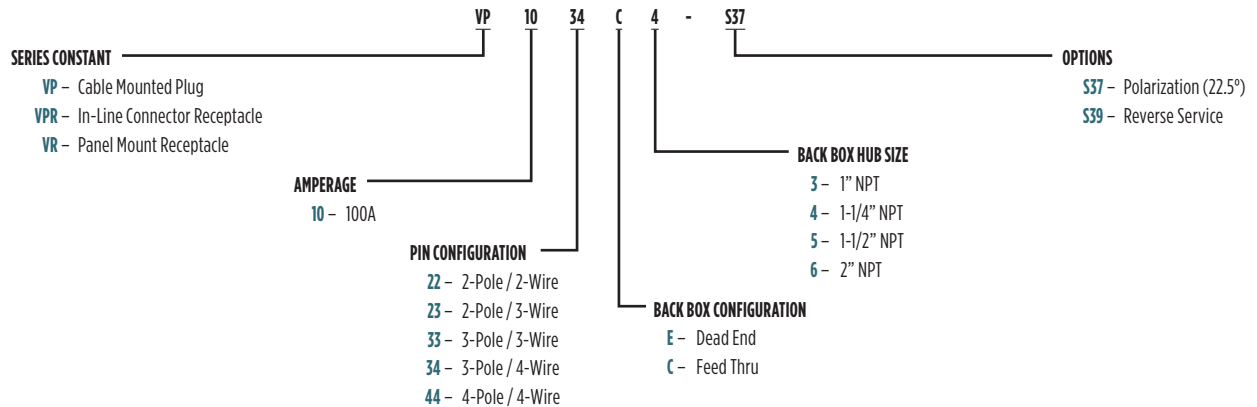 VP 10 34 C 4 - S37
SERIES CONSTANT
VP – Cable Mounted Plug
VPR – In-Line Connector Receptacle
VR – Panel Mount Receptacle
AMPERAGE
10 – 100A
PIN CONFIGURATION
22 – 2-Pole / 2-Wire
23 – 2-Pole / 3-Wire
33 – 3-Pole / 3-Wire
34 – 3-Pole / 4-Wire
44 – 4-Pole / 4-Wire
BACK BOX CONFIGURATION
E – Dead End
C – Feed Thru
BACK BOX HUB SIZE
3 – 1” NPT
4 – 1-1/4” NPT
5 – 1-1/2” NPT
6 – 2” NPT
OPTIONS
S37 – Polarization (22.5º)
S39 – Reverse Service